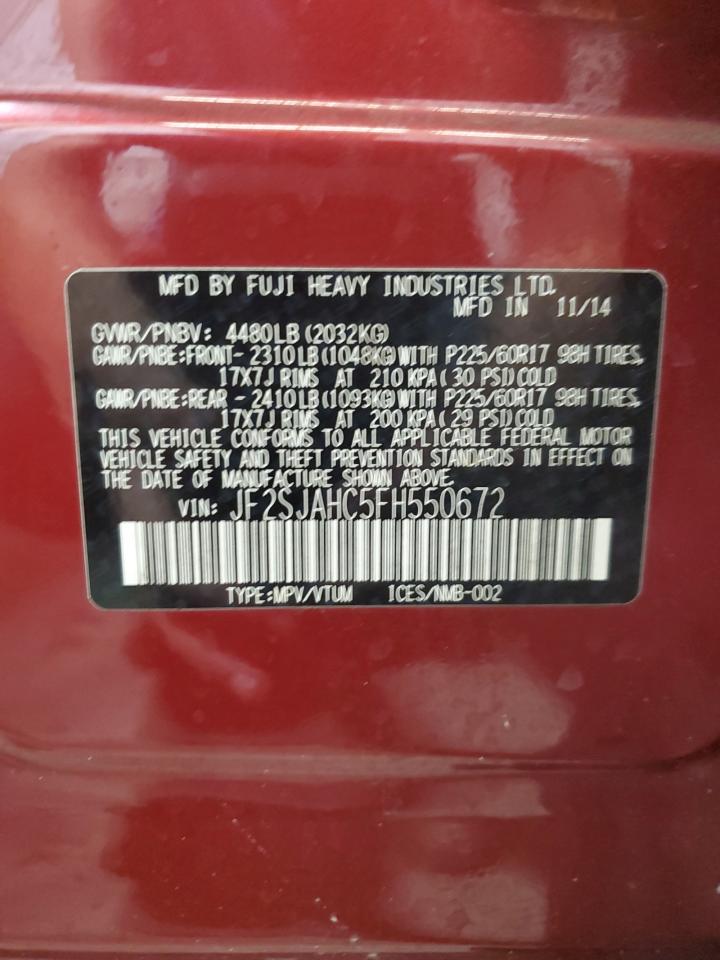 MFD BY FUJI HEAVY INDUSTRIES LTD.
MFD IN 11/14
GVWR/PNBV: 4480LB (2032KG)
GAWR/PNBE:FRONT- 2310LB(1048KG)WITH P225/60R17 98H TIRES,
17X7J RIMS AT 210 KPA( 30 PSI)COLD
GAWR/PNBE:REAR - 2410LB(1093KG)WITH P225/60R17 98H TIRES,
17X7J RIMS AT 200 KPA( 29 PSI)COLD
THIS VEHICLE CONFORMS TO ALL APPLICABLE FEDERAL MOTOR
VEHICLE SAFETY AND THEFT PREVENTION STANDARDS IN EFFECT ON
THE DATE OF MANUFACTURE SHOWN ABOVE.
VIN: JF2SJAHC5FH550672
TYPE:MPV/VTUM ICES/NMB-002